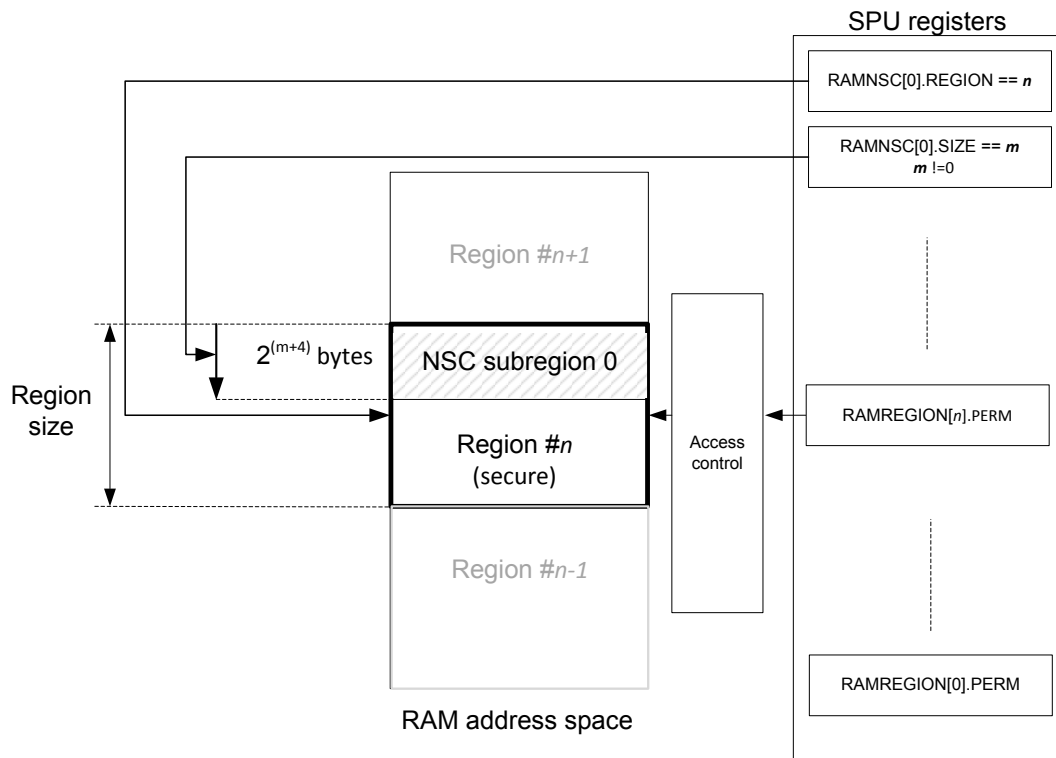 SPU registers
RAMNSC[0].REGION == n
RAMNSC[0].SIZE == m
m !=0
Region #n+1
2^(m+4) bytes
NSC subregion 0
Region
size
Region #n
(secure)
Access
control
RAMREGION[n].PERM
Region #n-1
RAMREGION[0].PERM
RAM address space